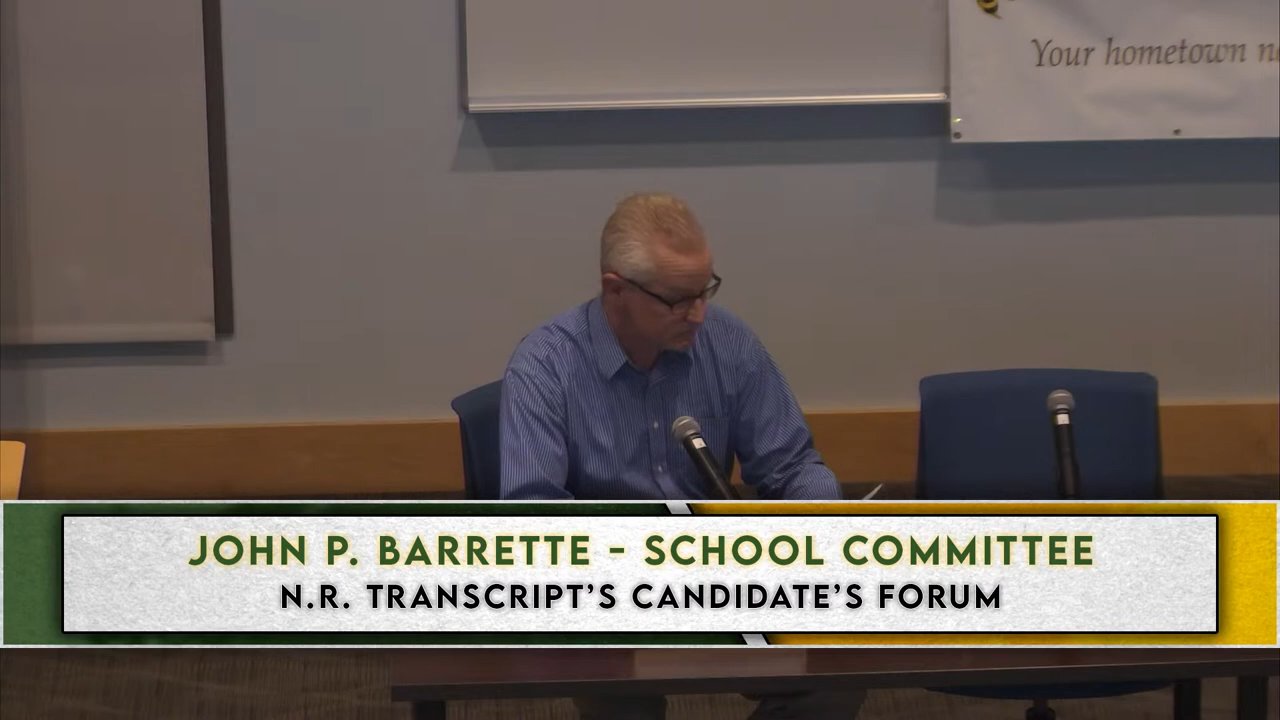 Your hometown
JOHN P. BARRETTE - SCHOOL COMMITTEE
N.R. TRANSCRIPT'S CANDIDATE'S FORUM